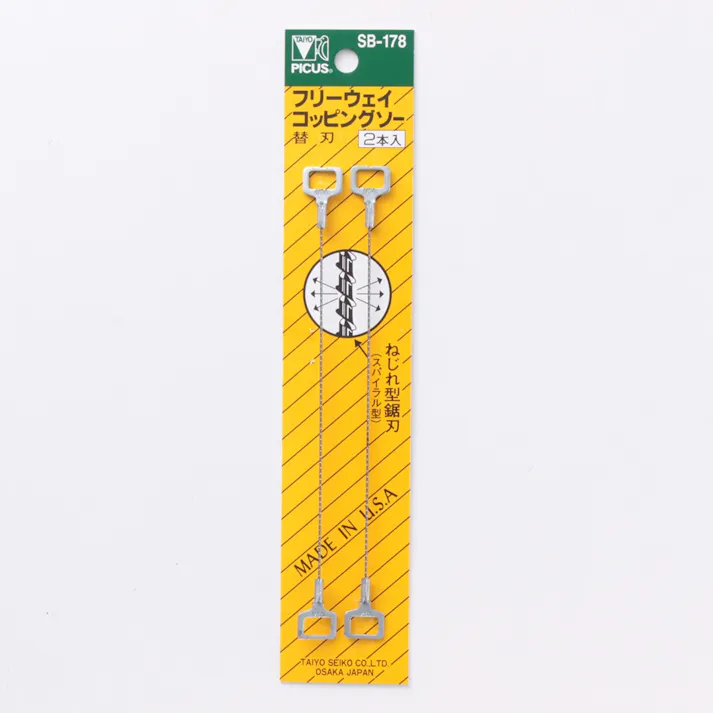 TAIYO
PICUS®
SB-178
フリーウェイ
コッピングソー
替刃
2本入
ねじれ型鋸刃
(スパイラル型)
MADE IN U.S.A
TAIYO SEIKO CO.,LTD.
OSAKA JAPAN